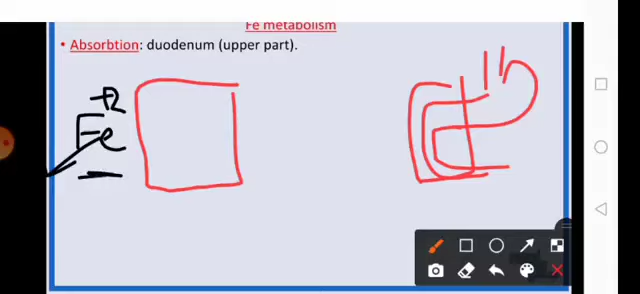 Fe metabolism
• Absorbtion: duodenum (upper part).
Fe+2